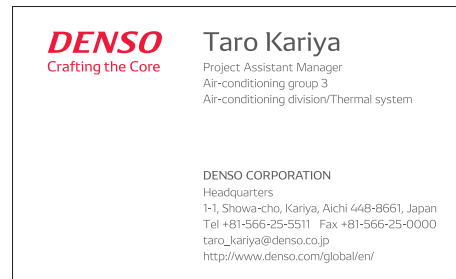 DENSO
Crafting the Core
Taro Kariya
Project Assistant Manager
Air-conditioning group 3
Air-conditioning division/Thermal system
DENSO CORPORATION
Headquarters
1-1, Showa-cho, Kariya, Aichi 448-8661, Japan
Tel +81-566-25-5511 Fax +81-566-25-0000
taro_kariya@denso.co.jp
http://www.denso.com/global/en/